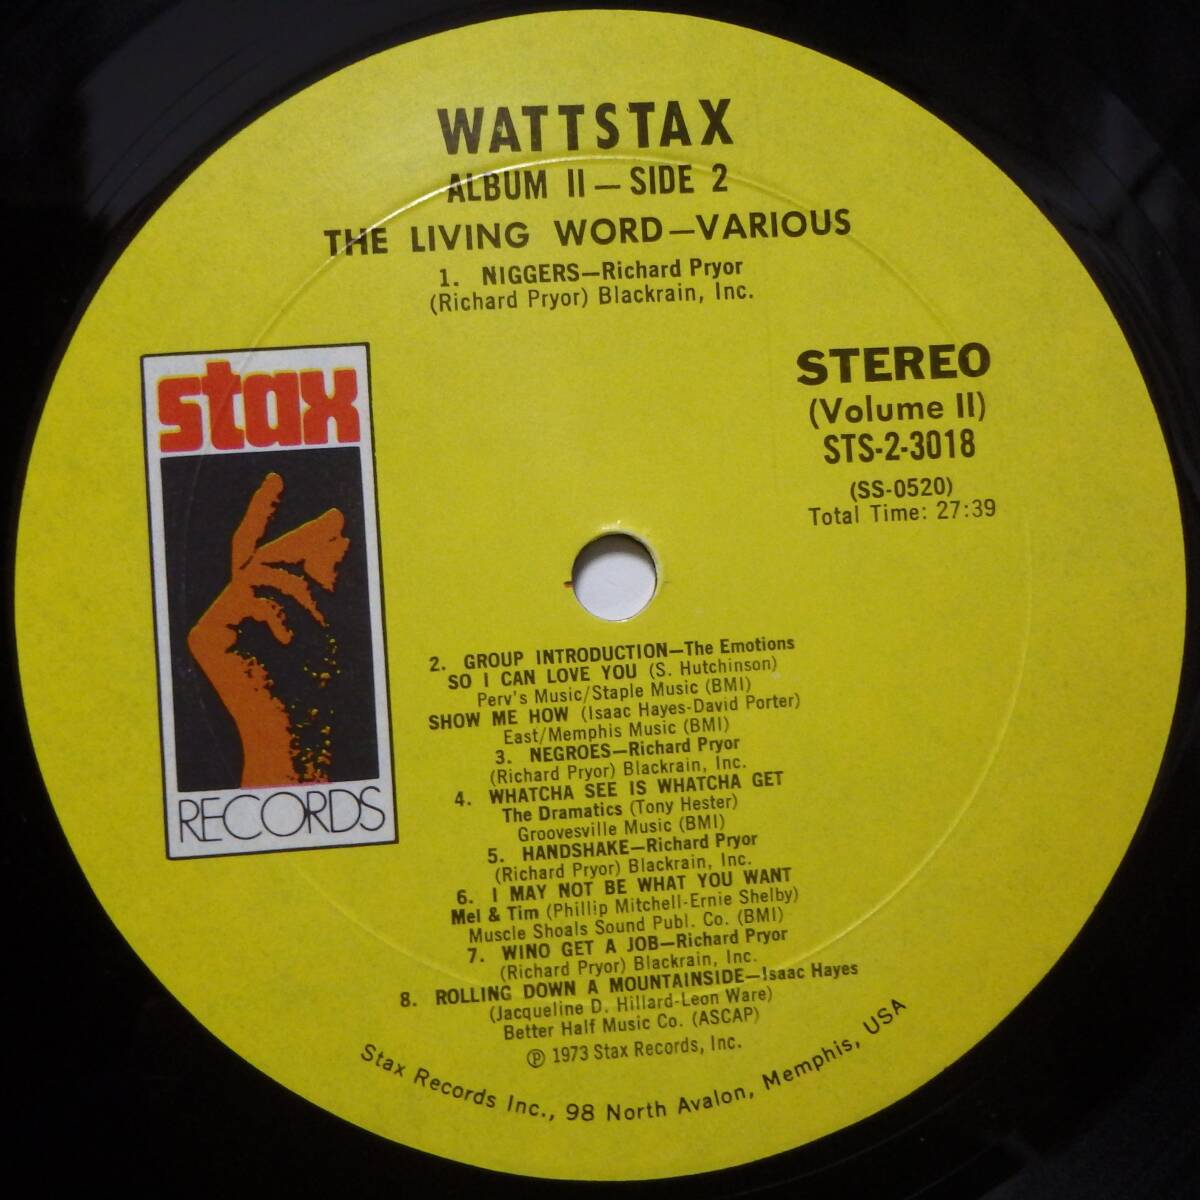 WATTSTAX
ALBUM II—SIDE 2
THE LIVING WORD—VARIOUS
1. NIGGERS—Richard Pryor
(Richard Pryor) Blackrain, Inc.
stax
RECORDS
STEREO
(Volume II)
STS-2-3018
(SS-0520)
Total Time: 27:39
2. GROUP INTRODUCTION—The Emotions
SO I CAN LOVE YOU (S. Hutchinson)
Perv's Music/Staple Music (BMI)
SHOW ME HOW (Isaac Hayes-David Porter)
East/Memphis Music (BMI)
3. NEGROES—Richard Pryor
(Richard Pryor) Blackrain, Inc.
4. WHATCHA SEE IS WHATCHA GET
The Dramatics (Tony Hester)
Groovesville Music (BMI)
5. HANDSHAKE—Richard Pryor
(Richard Pryor) Blackrain, Inc.
6. I MAY NOT BE WHAT YOU WANT
Mel & Tim (Phillip Mitchell-Ernie Shelby)
Muscle Shoals Sound Publ. Co. (BMI)
7. WINO GET A JOB—Richard Pryor
(Richard Pryor) Blackrain, Inc.
8. ROLLING DOWN A MOUNTAINSIDE—Isaac Hayes
(Jacqueline D. Hillard-Leon Ware)
Better Half Music Co. (ASCAP)
℗ 1973 Stax Records, Inc.
Stax Records Inc., 98 North Avalon, Memphis, USA